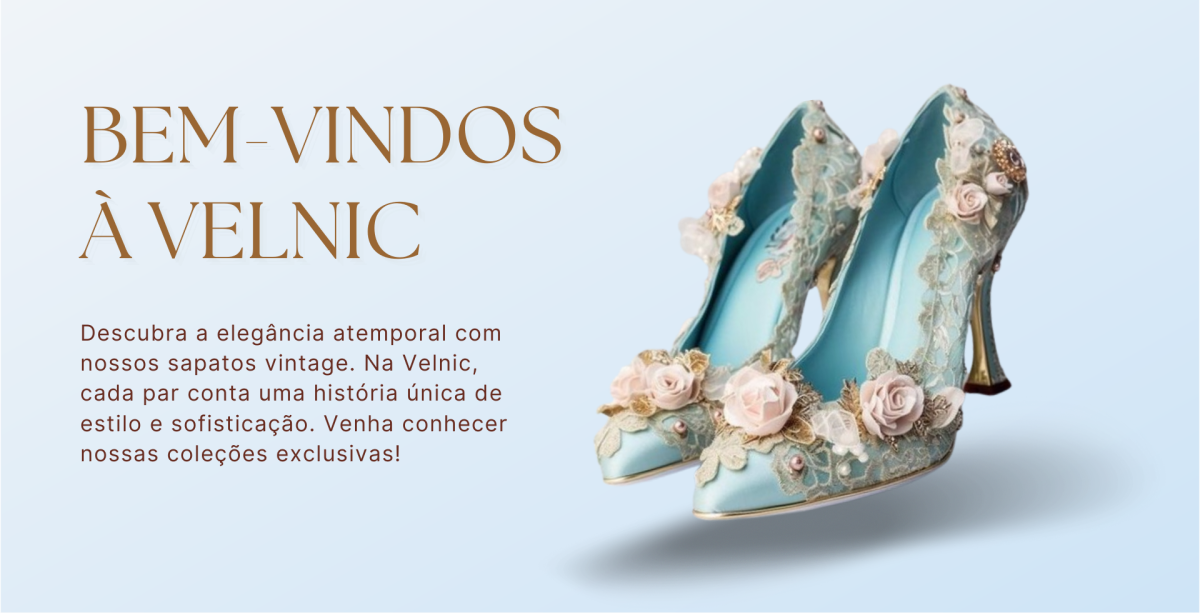 BEM-VINDOS
À VELNIC
Descubra a elegância atemporal com
nossos sapatos vintage. Na Velnic,
cada par conta uma história única de
estilo e sofisticação. Venha conhecer
nossas coleções exclusivas!